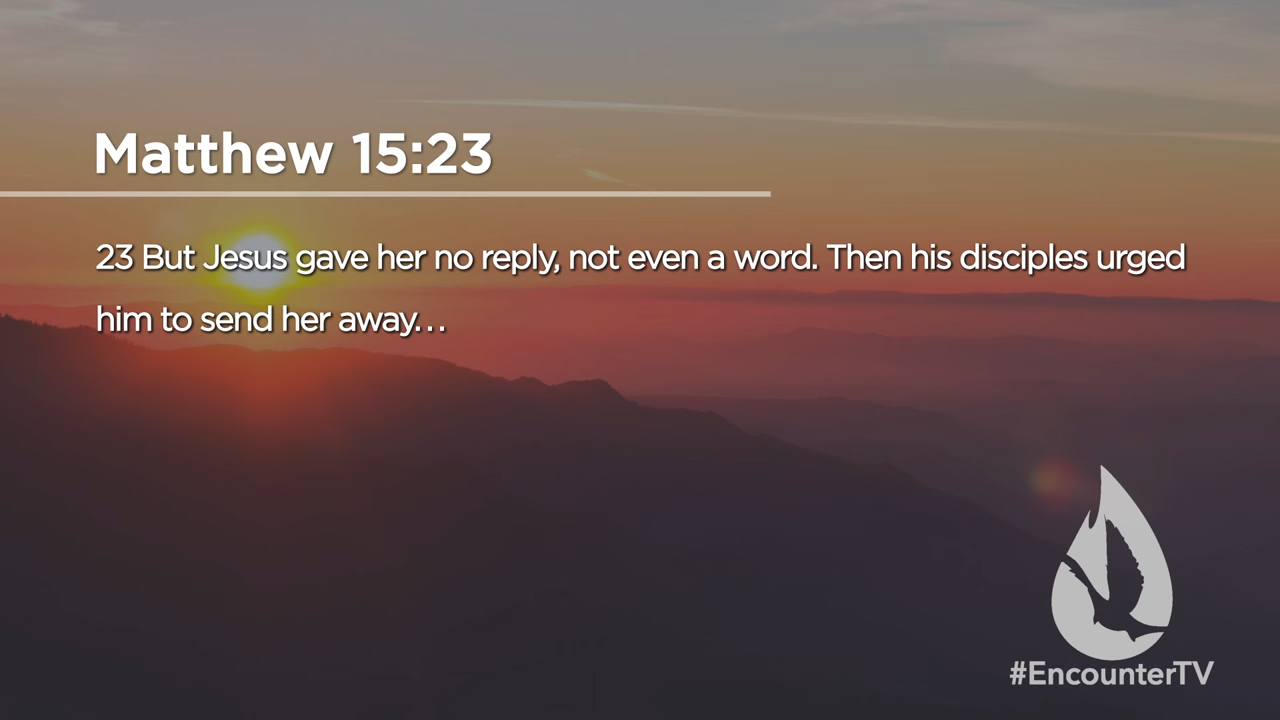 Matthew 15:23
23 But Jesus gave her no reply, not even a word. Then his disciples urged
him to send her away...
#EncounterTV